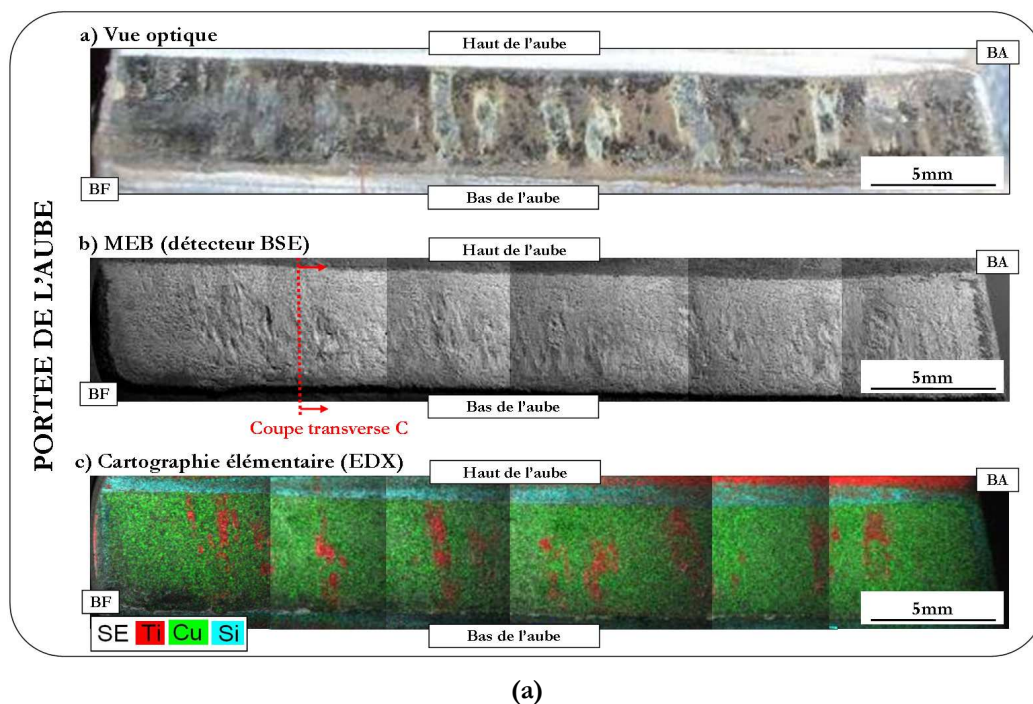 a) Vue optique
Haut de l'aube
BA
5mm
BF
Bas de l'aube
PORTEE DE L'AUBE
b) MEB (détecteur BSE)
Haut de l'aube
BA
5mm
BF
Bas de l'aube
Coupe transverse C
c) Cartographie élémentaire (EDX)
Haut de l'aube
BA
5mm
BF
SE Ti Cu Si
Bas de l'aube
(a)